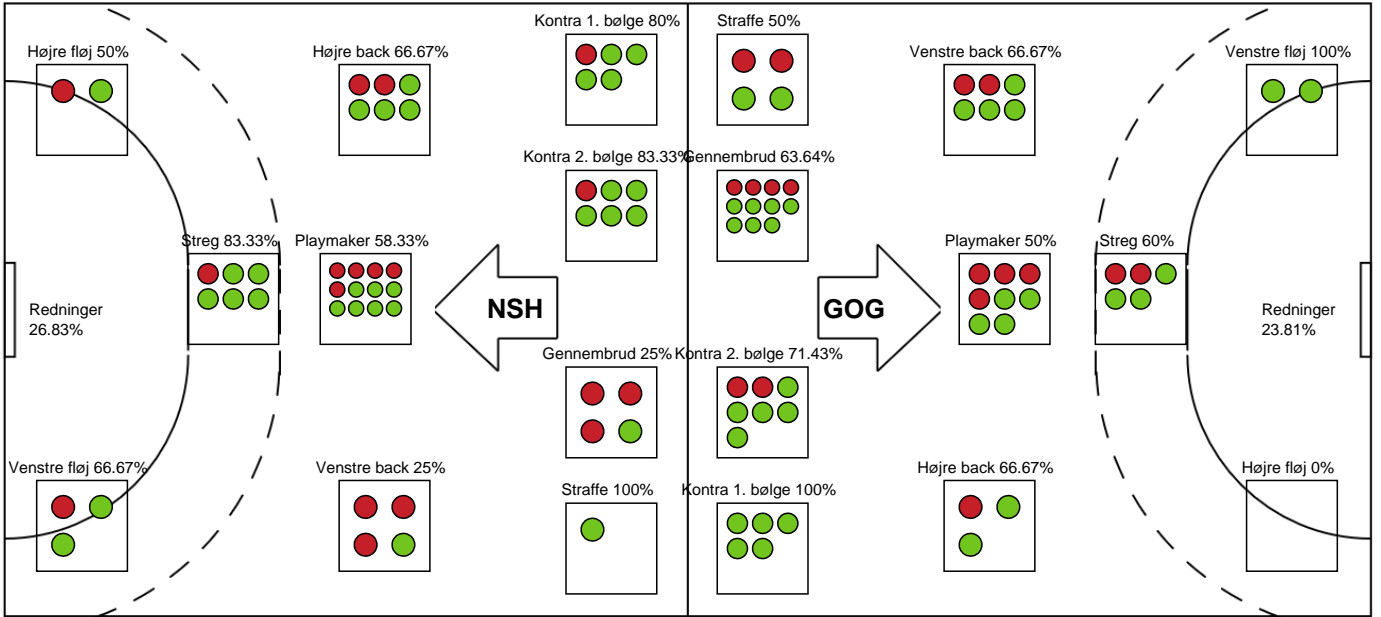 Kontra 1. bølge 80%
Straffe 50%
Højre fløj 50%
Højre back 66.67%
Venstre back 66.67%
Venstre fløj 100%
Kontra 2. bølge 83.33%
Gennembrud 63.64%
Streg 83.33%
Playmaker 58.33%
Playmaker 50%
Streg 60%
Redninger
26.83%
NSH
GOG
Redninger
23.81%
Gennembrud 25%
Kontra 2. bølge 71.43%
Venstre fløj 66.67%
Venstre back 25%
Højre back 66.67%
Højre fløj 0%
Straffe 100%
Kontra 1. bølge 100%